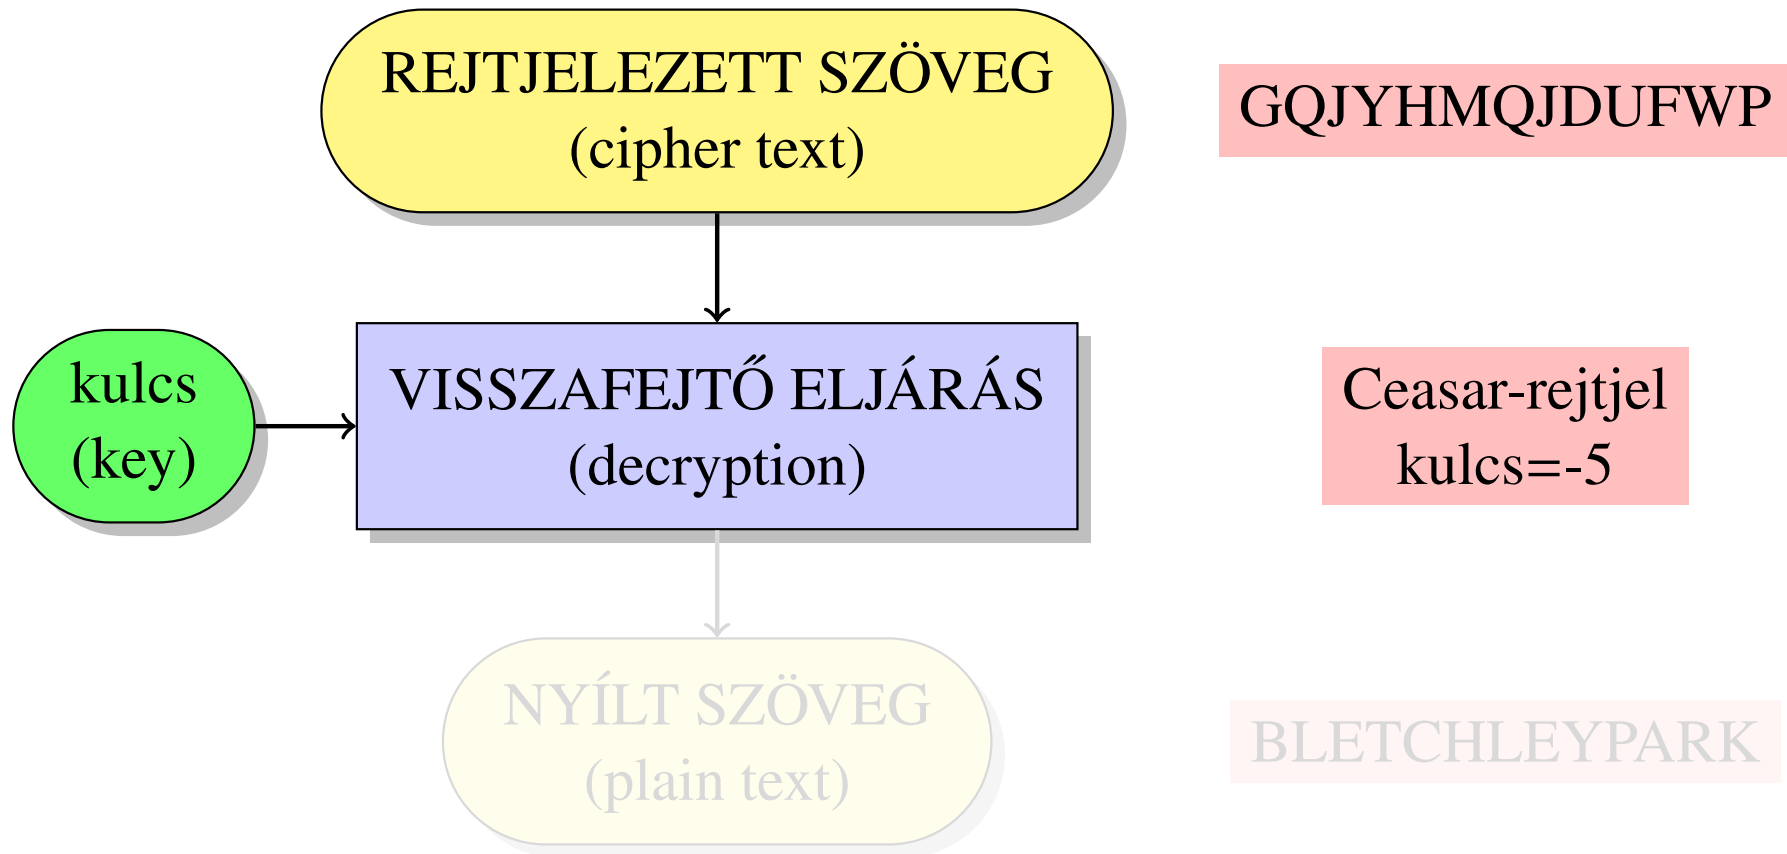 REJTJELEZETT SZÖVEG
(cipher text)
GQJYHMQJDUFWP
kulcs
(key)
VISSZAFEJTŐ ELJÁRÁS
(decryption)
Ceasar-rejtjel
kulcs=-5
NYÍLT SZÖVEG
(plain text)
BLETCHLEYPARK